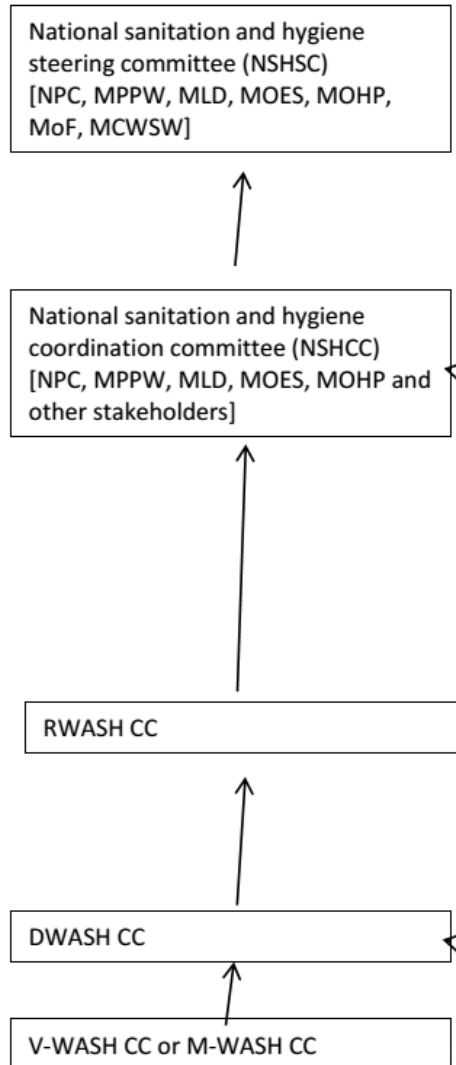 National sanitation and hygiene
steering committee (NSHSC)
[NPC, MPPW, MLD, MOES, MOHP,
MoF, MCWSW]
National sanitation and hygiene
coordination committee (NSHCC)
[NPC, MPPW, MLD, MOES, MOHP and
other stakeholders]
RWASH CC
DWASH CC
V-WASH CC or M-WASH CC